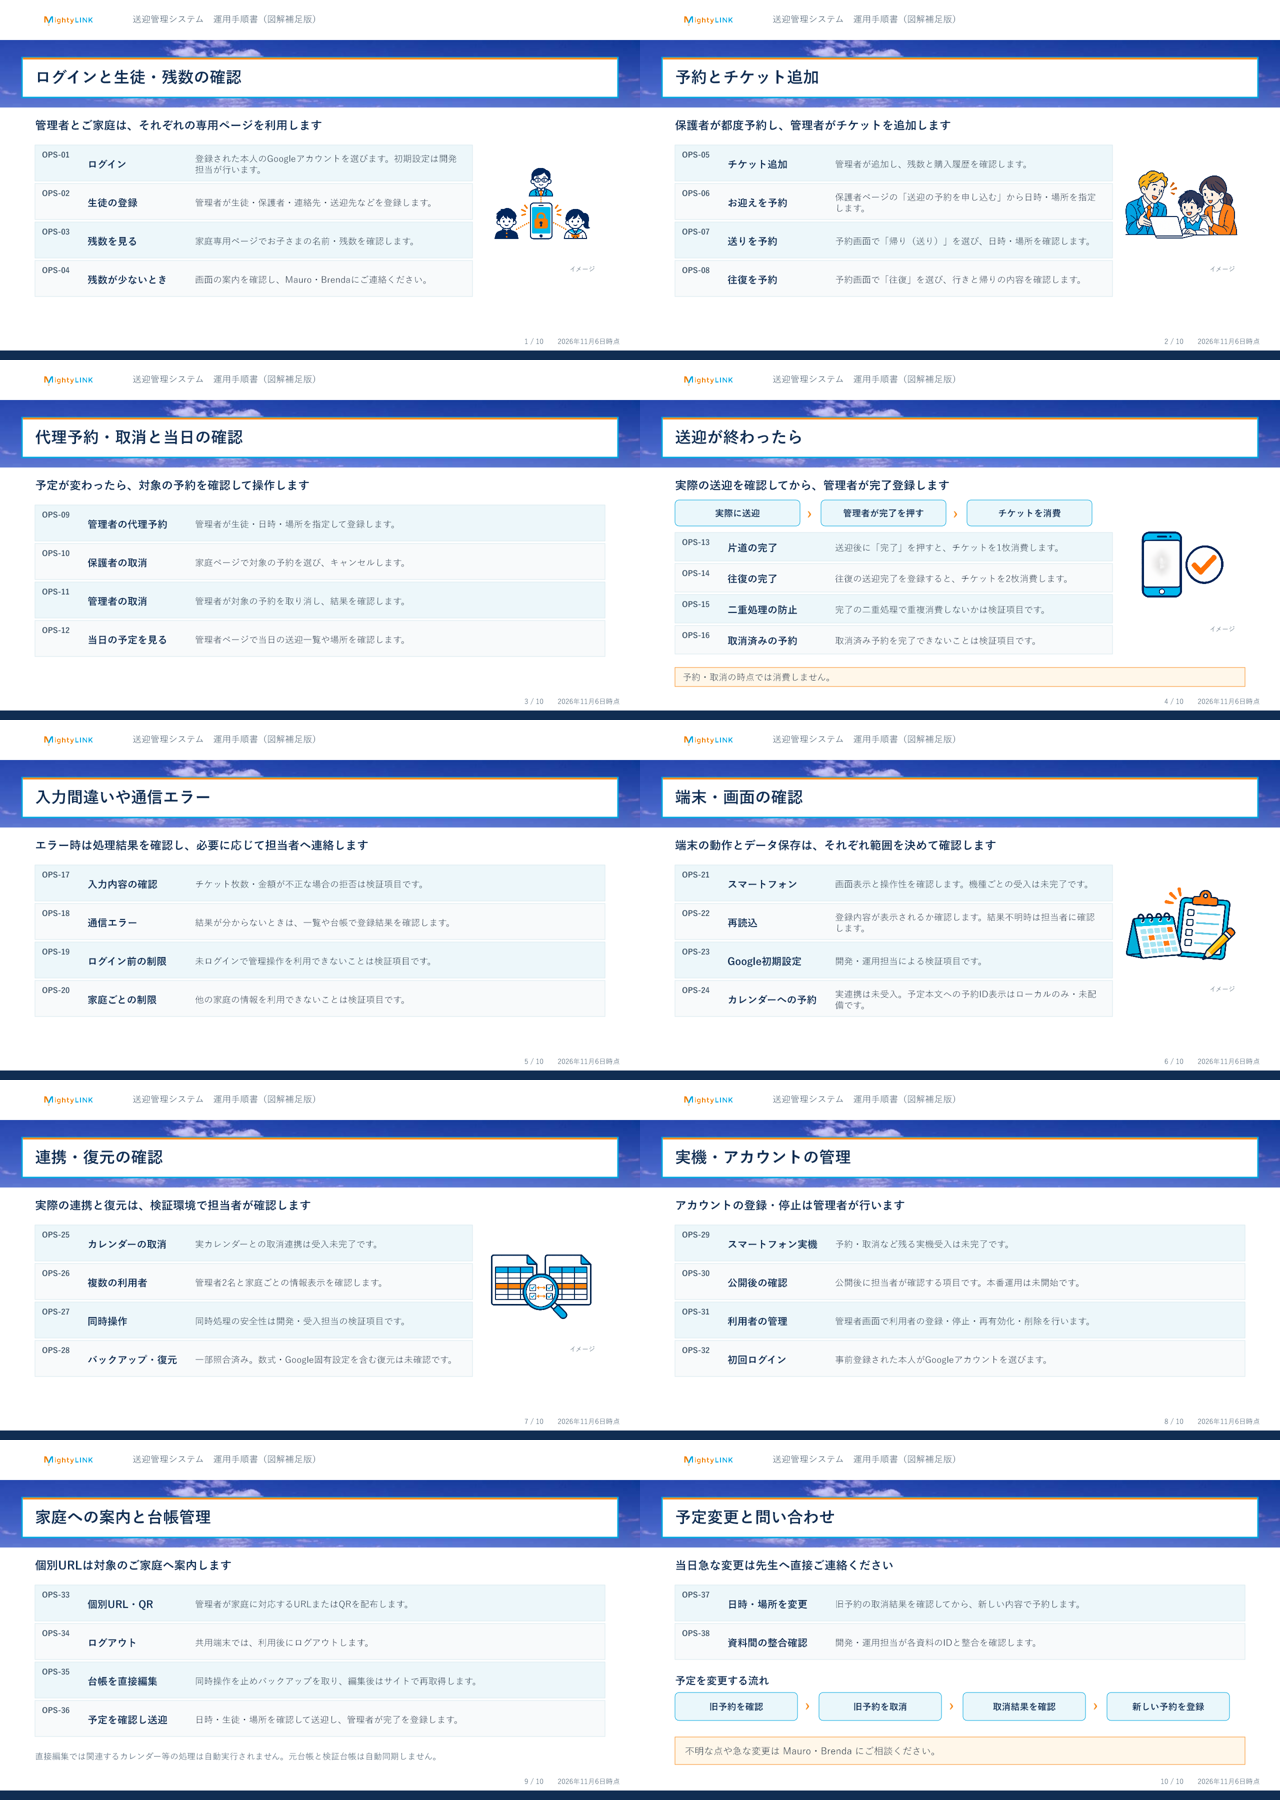 MightyLINK
送迎管理システム　運用手順書（図解補足版）
ログインと生徒・残数の確認
管理者とご家庭は、それぞれの専用ページを利用します
OPS-01
ログイン
登録された本人のGoogleアカウントを選びます。初期設定は開発
担当が行います。
OPS-02
生徒の登録
管理者が生徒・保護者・連絡先・送迎先などを登録します。
OPS-03
残数を見る
家庭専用ページでお子さまの名前・残数を確認します。
OPS-04
残数が少ないとき
画面の案内を確認し、Mauro・Brendaにご連絡ください。
イメージ
1 / 10　2026年11月6日時点
MightyLINK
送迎管理システム　運用手順書（図解補足版）
予約とチケット追加
保護者が都度予約し、管理者がチケットを追加します
OPS-05
チケット追加
管理者が追加し、残数と購入履歴を確認します。
OPS-06
お迎えを予約
保護者ページの「送迎の予約を申し込む」から日時・場所を指定
します。
OPS-07
送りを予約
予約画面で「帰り（送り）」を選び、日時・場所を確認します。
OPS-08
往復を予約
予約画面で「往復」を選び、行きと帰りの内容を確認します。
イメージ
2 / 10　2026年11月6日時点
MightyLINK
送迎管理システム　運用手順書（図解補足版）
代理予約・取消と当日の確認
予定が変わったら、対象の予約を確認して操作します
OPS-09
管理者の代理予約
管理者が生徒・日時・場所を指定して登録します。
OPS-10
保護者の取消
家庭ページで対象の予約を選び、キャンセルします。
OPS-11
管理者の取消
管理者が対象の予約を取り消し、結果を確認します。
OPS-12
当日の予定を見る
管理者ページで当日の送迎一覧や場所を確認します。
3 / 10　2026年11月6日時点
MightyLINK
送迎管理システム　運用手順書（図解補足版）
送迎が終わったら
実際の送迎を確認してから、管理者が完了登録します
実際に送迎 › 管理者が完了を押す › チケットを消費
OPS-13
片道の完了
送迎後に「完了」を押すと、チケットを1枚消費します。
OPS-14
往復の完了
往復の送迎完了を登録すると、チケットを2枚消費します。
OPS-15
二重処理の防止
完了の二重処理で重複消費しないかは検証項目です。
OPS-16
取消済みの予約
取消済み予約を完了できないことは検証項目です。
イメージ
予約・取消の時点では消費しません。
4 / 10　2026年11月6日時点
MightyLINK
送迎管理システム　運用手順書（図解補足版）
入力間違いや通信エラー
エラー時は処理結果を確認し、必要に応じて担当者へ連絡します
OPS-17
入力内容の確認
チケット枚数・金額が不正な場合の拒否は検証項目です。
OPS-18
通信エラー
結果が分からないときは、一覧や台帳で登録結果を確認します。
OPS-19
ログイン前の制限
未ログインで管理操作を利用できないことは検証項目です。
OPS-20
家庭ごとの制限
他の家庭の情報を利用できないことは検証項目です。
5 / 10　2026年11月6日時点
MightyLINK
送迎管理システム　運用手順書（図解補足版）
端末・画面の確認
端末の動作とデータ保存は、それぞれ範囲を決めて確認します
OPS-21
スマートフォン
画面表示と操作性を確認します。機種ごとの受入は未完了です。
OPS-22
再読込
登録内容が表示されるか確認します。結果不明時は担当者に確認
します。
OPS-23
Google初期設定
開発・運用担当による検証項目です。
OPS-24
カレンダーへの予約
実連携は未受入。予定本文への予約ID表示はローカルのみ・未配
備です。
イメージ
6 / 10　2026年11月6日時点
MightyLINK
送迎管理システム　運用手順書（図解補足版）
連携・復元の確認
実際の連携と復元は、検証環境で担当者が確認します
OPS-25
カレンダーの取消
実カレンダーとの取消連携は受入未完了です。
OPS-26
複数の利用者
管理者2名と家庭ごとの情報表示を確認します。
OPS-27
同時操作
同時処理の安全性は開発・受入担当の検証項目です。
OPS-28
バックアップ・復元
一部照合済み。数式・Google固有設定を含む復元は未確認です。
イメージ
7 / 10　2026年11月6日時点
MightyLINK
送迎管理システム　運用手順書（図解補足版）
実機・アカウントの管理
アカウントの登録・停止は管理者が行います
OPS-29
スマートフォン実機
予約・取消など残る実機受入は未完了です。
OPS-30
公開後の確認
公開後に担当者が確認する項目です。本番運用は未開始です。
OPS-31
利用者の管理
管理者画面で利用者の登録・停止・再有効化・削除を行います。
OPS-32
初回ログイン
事前登録された本人がGoogleアカウントを選びます。
8 / 10　2026年11月6日時点
MightyLINK
送迎管理システム　運用手順書（図解補足版）
家庭への案内と台帳管理
個別URLは対象のご家庭へ案内します
OPS-33
個別URL・QR
管理者が家庭に対応するURLまたはQRを配布します。
OPS-34
ログアウト
共用端末では、利用後にログアウトします。
OPS-35
台帳を直接編集
同時操作を止めバックアップを取り、編集後はサイトで再取得します。
OPS-36
予定を確認し送迎
日時・生徒・場所を確認して送迎し、管理者が完了を登録します。
直接編集では関連するカレンダー等の処理は自動実行されません。元台帳と検証台帳は自動同期しません。
9 / 10　2026年11月6日時点
MightyLINK
送迎管理システム　運用手順書（図解補足版）
予定変更と問い合わせ
当日急な変更は先生へ直接ご連絡ください
OPS-37
日時・場所を変更
旧予約の取消結果を確認してから、新しい内容で予約します。
OPS-38
資料間の整合確認
開発・運用担当が各資料のIDと整合を確認します。
予定を変更する流れ
旧予約を確認 › 旧予約を取消 › 取消結果を確認 › 新しい予約を登録
不明な点や急な変更は Mauro・Brenda にご相談ください。
10 / 10　2026年11月6日時点